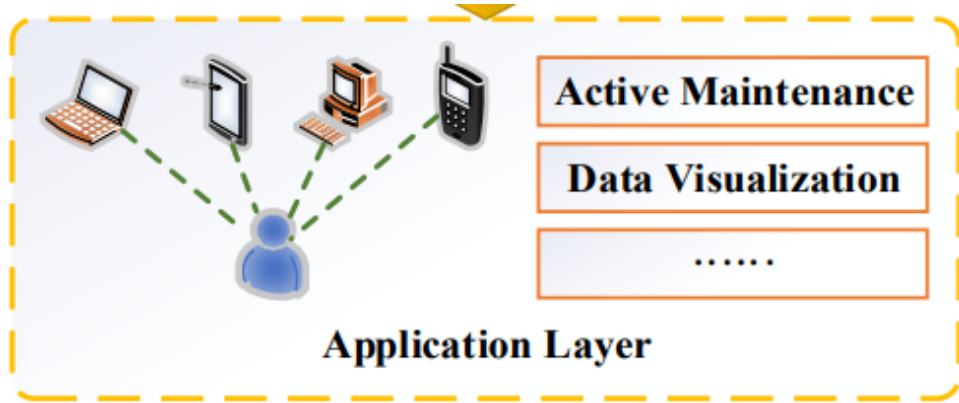 Active Maintenance
Data Visualization
......
Application Layer